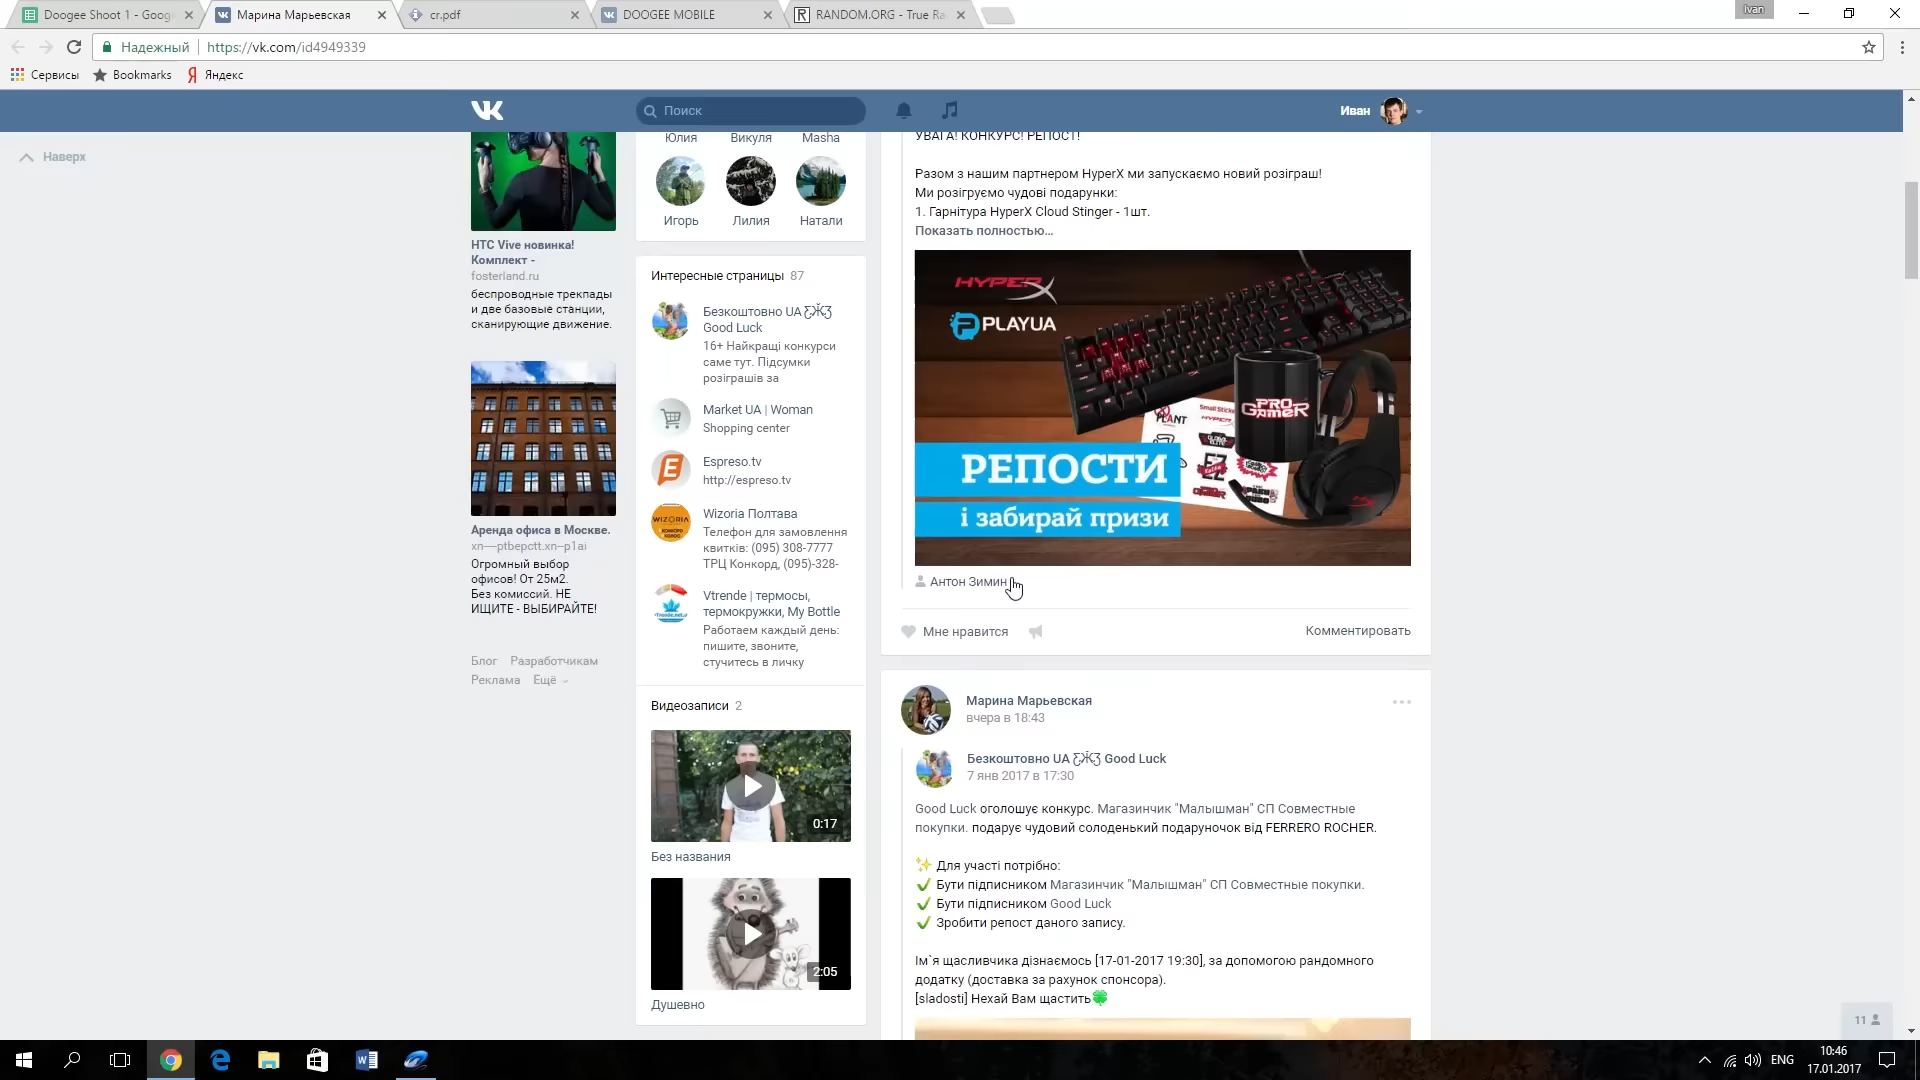 Doogee Shoot 1 - Goog
Марина Марьевская
cr.pdf
DOOGEE MOBILE
RANDOM.ORG - True Ra
Ivan
Надежный
https://vk.com/id4949339
Сервисы
Bookmarks
Яндекс
Поиск
Иван
Наверх
HTC Vive новинка!
Комплект -
fosterland.ru
беспроводные трекпады
и две базовые станции,
сканирующие движение.
Аренда офиса в Москве.
xn----ptbepctt.xn--p1ai
Огромный выбор
офисов! От 25м2.
Без комиссий. НЕ
ИЩИТЕ - ВЫБИРАЙТЕ!
Блог Разработчикам
Реклама Ещё
Юлия Викуля Masha
Игорь Лилия Натали
Интересные страницы 87
Безкоштовно UA Ƹ̵̡Ӝ̵̨̄Ʒ
Good Luck
16+ Найкращі конкурси
саме тут. Підсумки
розіграшів за
Market UA | Woman
Shopping center
Espreso.tv
http://espreso.tv
WIZORIA
Wizoria Полтава
Телефон для замовлення
квитків: (095) 308-7777
ТРЦ Конкорд, (095)-328-
Vtrende | термосы,
термокружки, My Bottle
Работаем каждый день:
пишите, звоните,
стучитесь в личку
Видеозаписи 2
0:17
Без названия
2:05
Душевно
УВАГА! КОНКУРС! РЕПОСТ!
Разом з нашим партнером HyperX ми запускаємо новий розіграш!
Ми розігруємо чудові подарунки:
1. Гарнітура HyperX Cloud Stinger - 1шт.
Показать полностью…
HYPERX
PLAYUA
PRO
GAMER
PLANT
Small Sticke
РЕПОСТИ
і забирай призи
Антон Зимин
Мне нравится
Комментировать
Марина Марьевская
вчера в 18:43
Безкоштовно UA Ƹ̵̡Ӝ̵̨̄Ʒ Good Luck
7 янв 2017 в 17:30
Good Luck оголошує конкурс. Магазинчик "Малышман" СП Совместные
покупки. подарує чудовий солоденький подаруночок від FERRERO ROCHER.
✨ Для участі потрібно:
✔ Бути підписником Магазинчик "Малышман" СП Совместные покупки.
✔ Бути підписником Good Luck
✔ Зробити репост даного запису.
Ім`я щасливчика дізнаємось [17-01-2017 19:30], за допомогою рандомного
додатку (доставка за рахунок спонсора).
[sladosti] Нехай Вам щастить🍀
11
ENG
10:46
17.01.2017